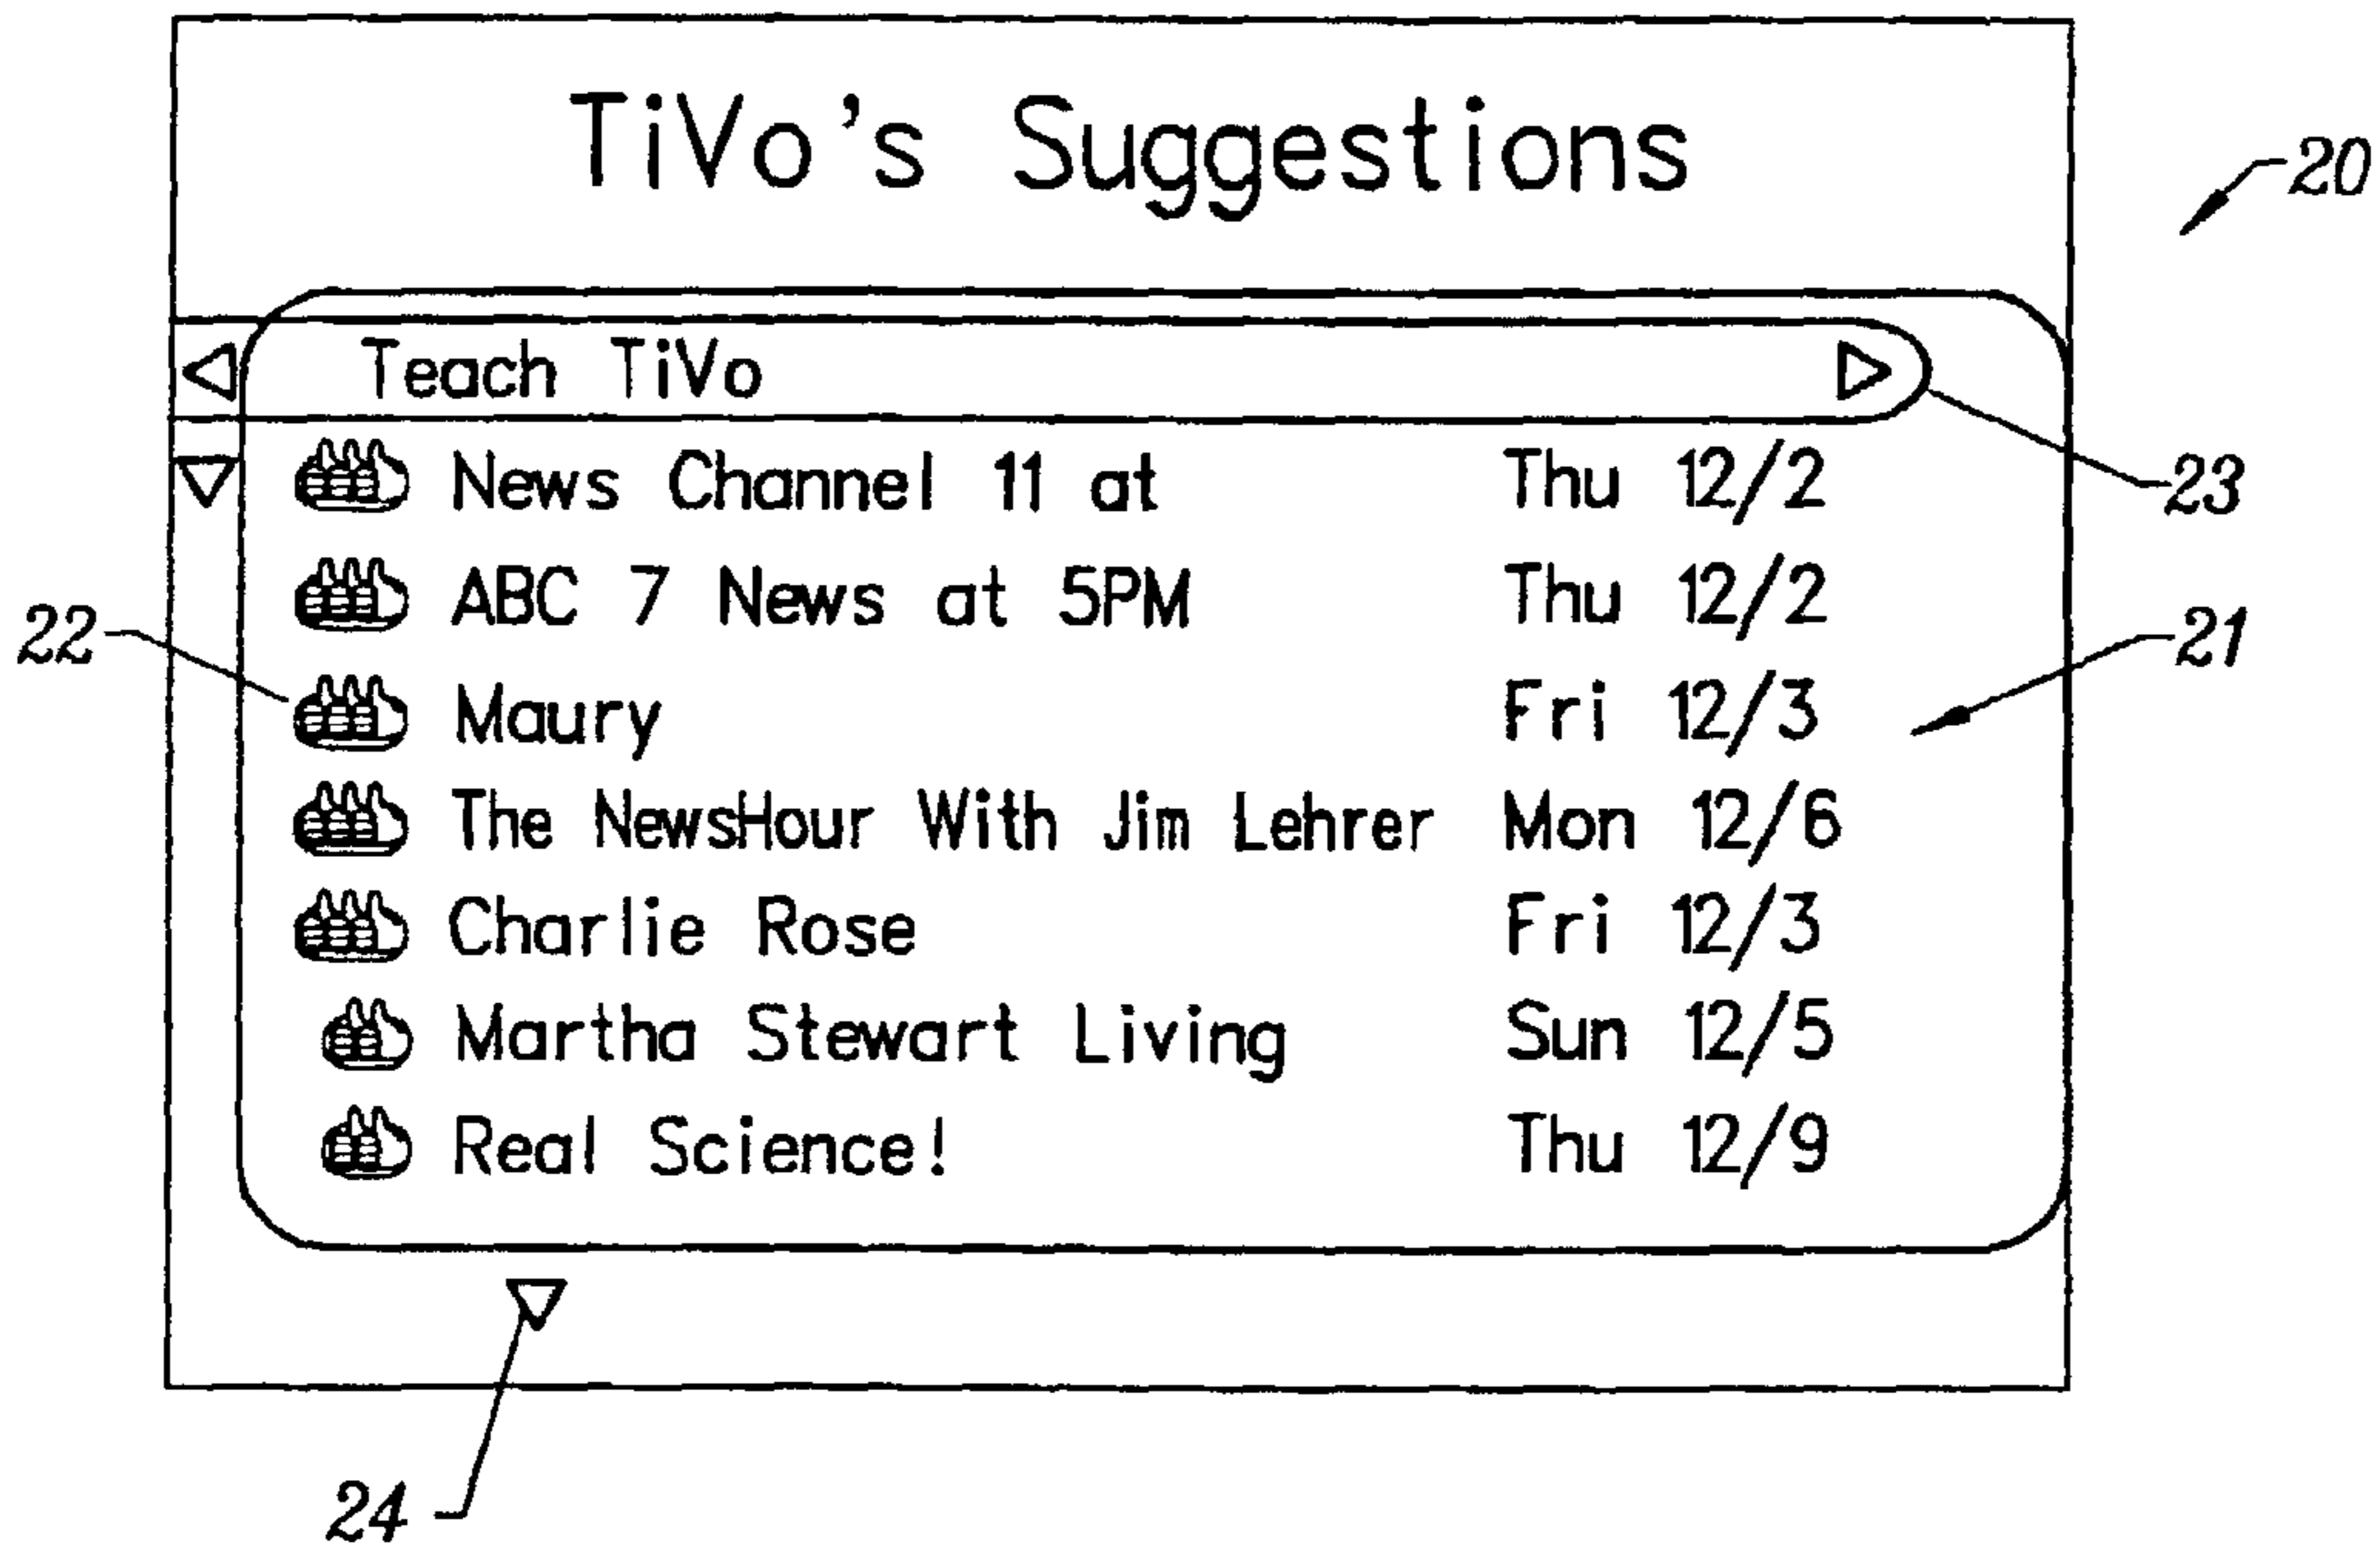 TiVo's Suggestions
20
Teach TiVo
News Channel 11 at Thu 12/2
23
ABC 7 News at 5PM Thu 12/2
22
21
Maury Fri 12/3
The NewsHour With Jim Lehrer Mon 12/6
Charlie Rose Fri 12/3
Martha Stewart Living Sun 12/5
Real Science! Thu 12/9
24